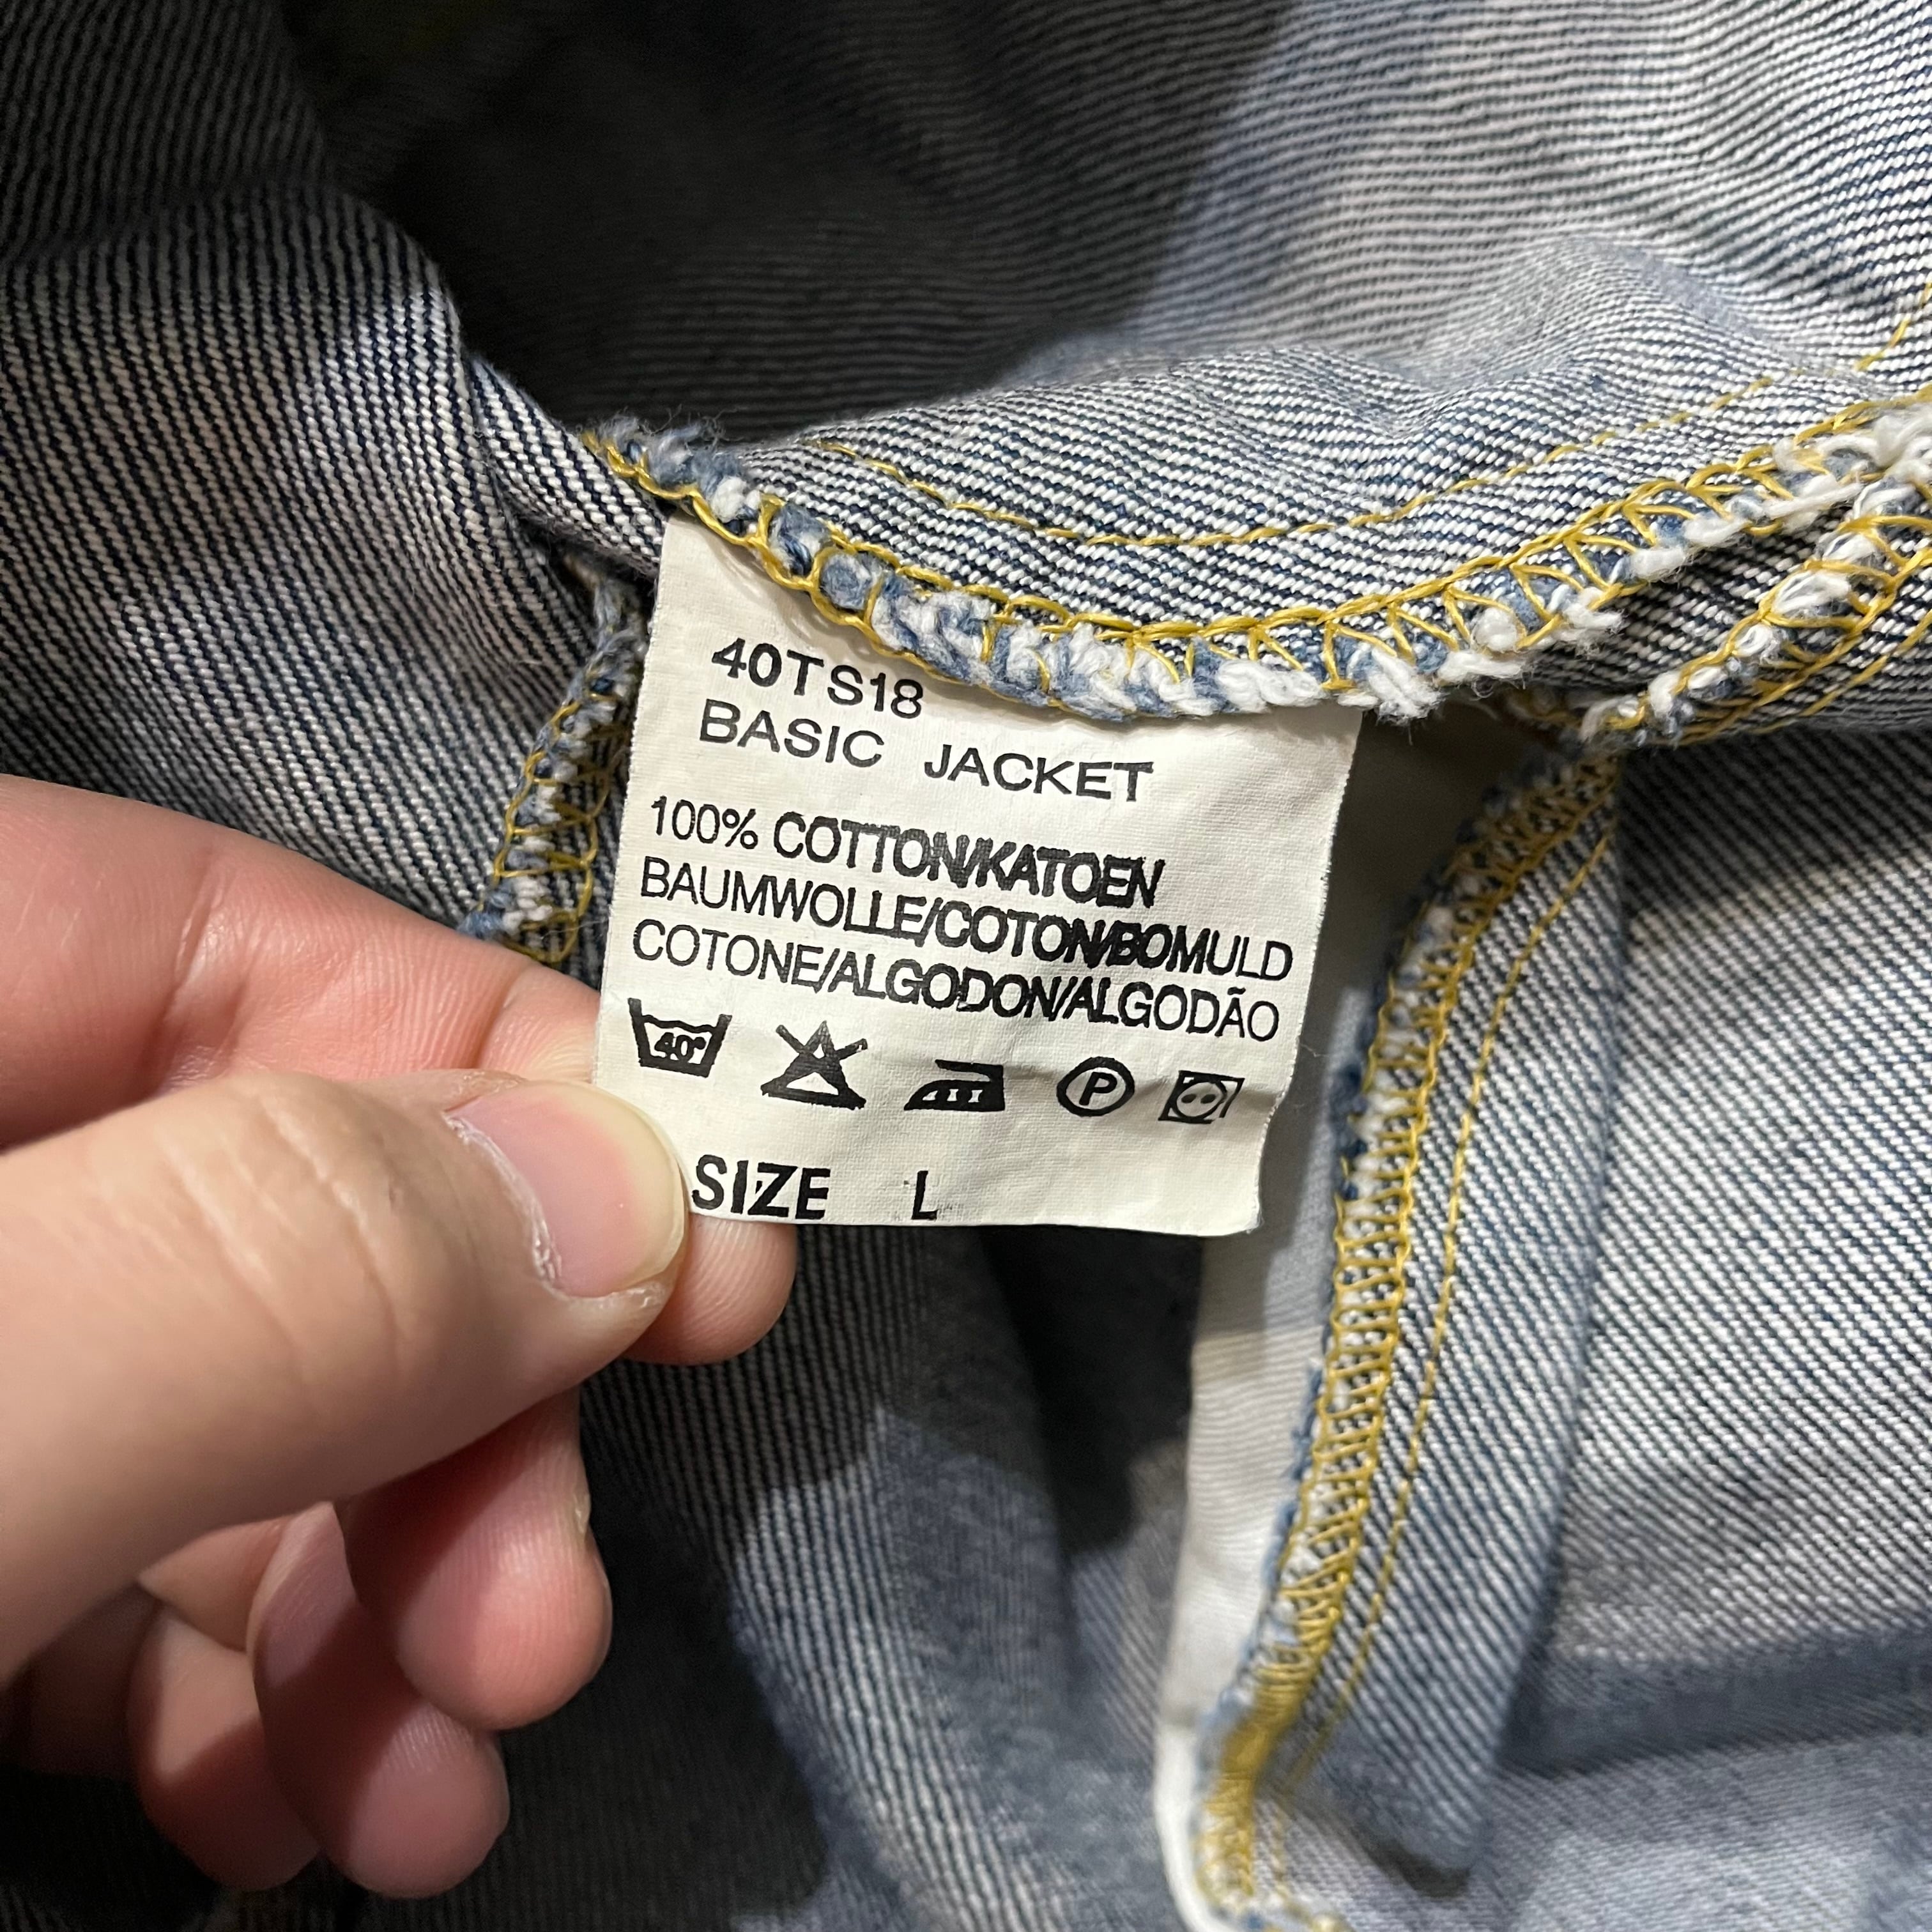 40TS18
BASIC JACKET
100% COTTON/KATOEN
BAUMWOLLE/COTON/BOMULD
COTONE/ALGODON/ALGODÃO
40°
P
SIZE L